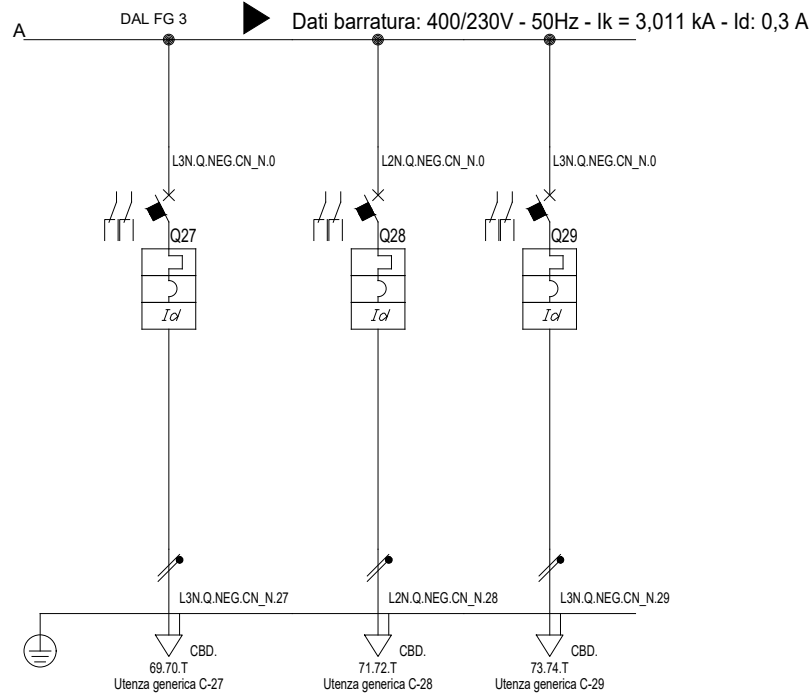 DAL FG 3
Dati barratura: 400/230V - 50Hz - Ik = 3,011 kA - Id: 0,3 A
A
L3N.Q.NEG.CN_N.0
L2N.Q.NEG.CN_N.0
L3N.Q.NEG.CN_N.0
Q27
Q28
Q29
Id
Id
Id
L3N.Q.NEG.CN_N.27
L2N.Q.NEG.CN_N.28
L3N.Q.NEG.CN_N.29
CBD.
CBD.
CBD.
69.70.T
71.72.T
73.74.T
Utenza generica C-27
Utenza generica C-28
Utenza generica C-29